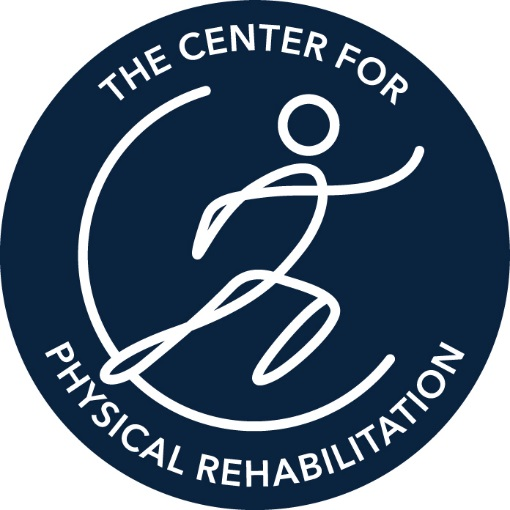 THE CENTER FOR
PHYSICAL REHABILITATION